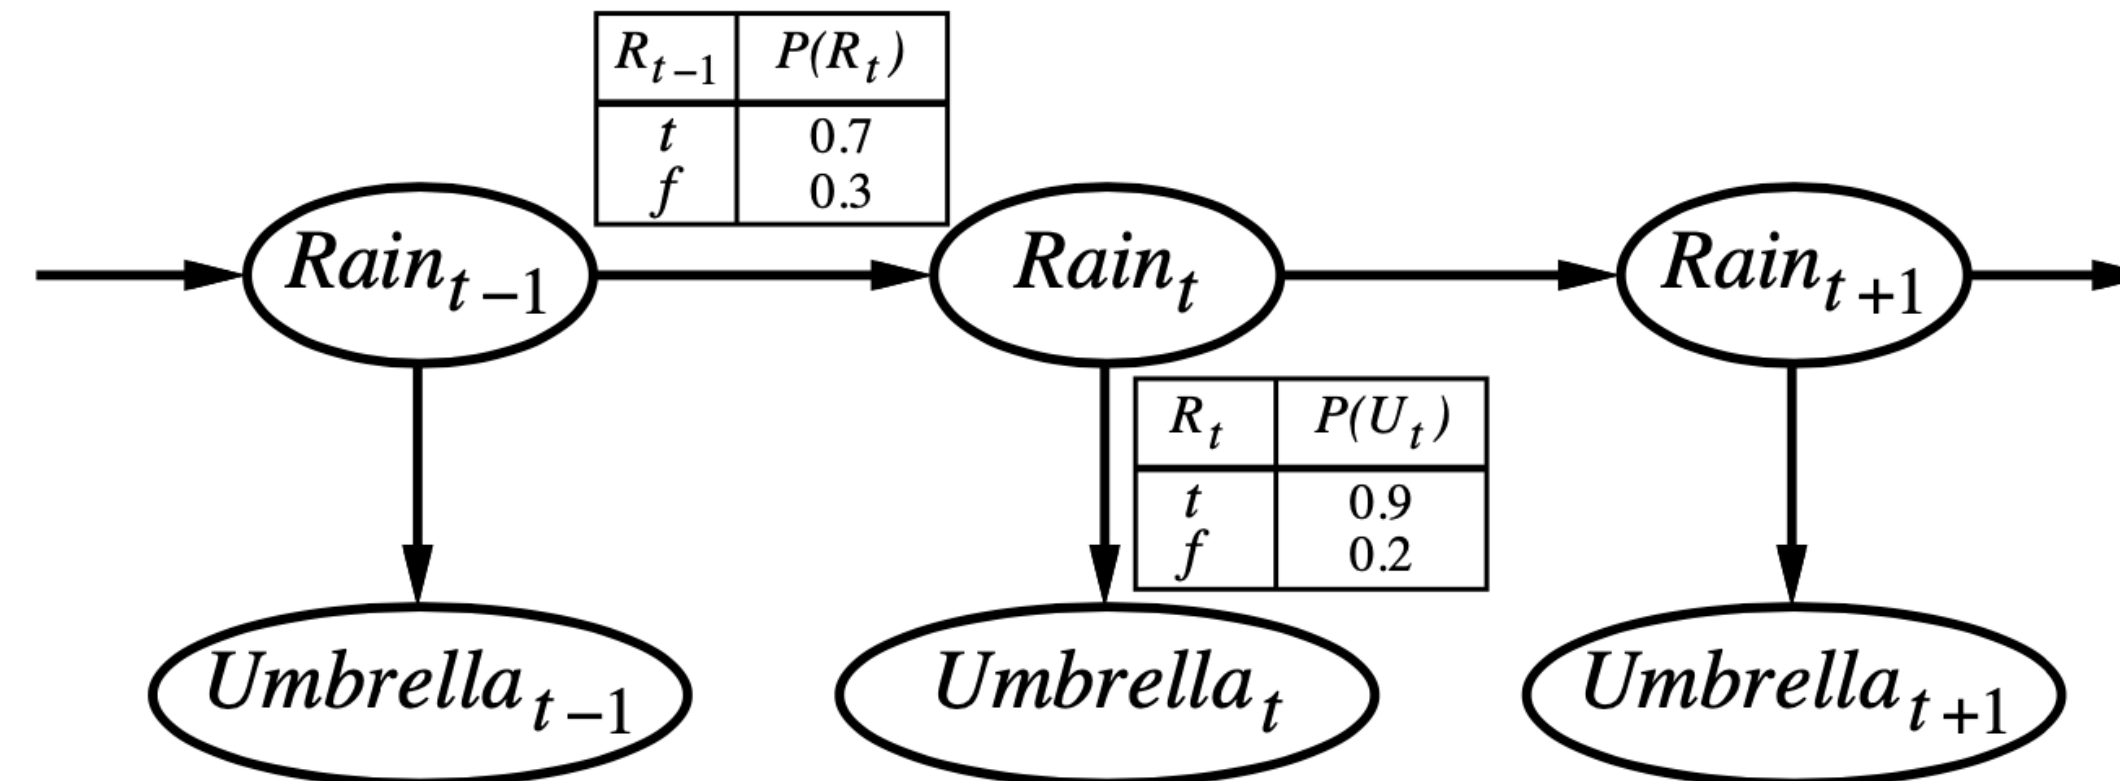 R_{t-1} P(R_t)
t 0.7
f 0.3
Rain_{t-1} Rain_t Rain_{t+1}
R_t P(U_t)
t 0.9
f 0.2
Umbrella_{t-1} Umbrella_t Umbrella_{t+1}